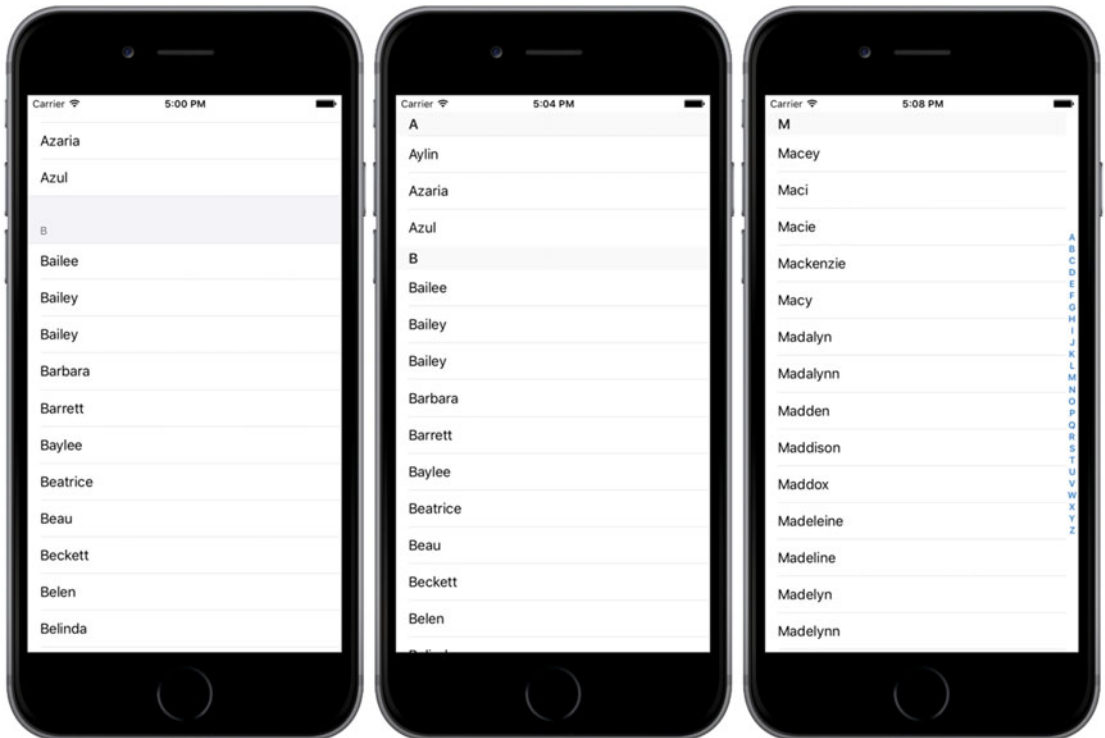 Carrier 5:00 PM
Azaria
Azul
B
Bailee
Bailey
Bailey
Barbara
Barrett
Baylee
Beatrice
Beau
Beckett
Belen
Belinda
Carrier 5:04 PM
A
Aylin
Azaria
Azul
B
Bailee
Bailey
Bailey
Barbara
Barrett
Baylee
Beatrice
Beau
Beckett
Belen
Carrier 5:08 PM
M
Macey
Maci
Macie
Mackenzie
Macy
Madalyn
Madalynn
Madden
Maddison
Maddox
Madeleine
Madeline
Madelyn
Madelynn
A
B
C
D
E
F
G
H
I
J
K
L
M
N
O
P
Q
R
S
T
U
V
W
X
Y
Z